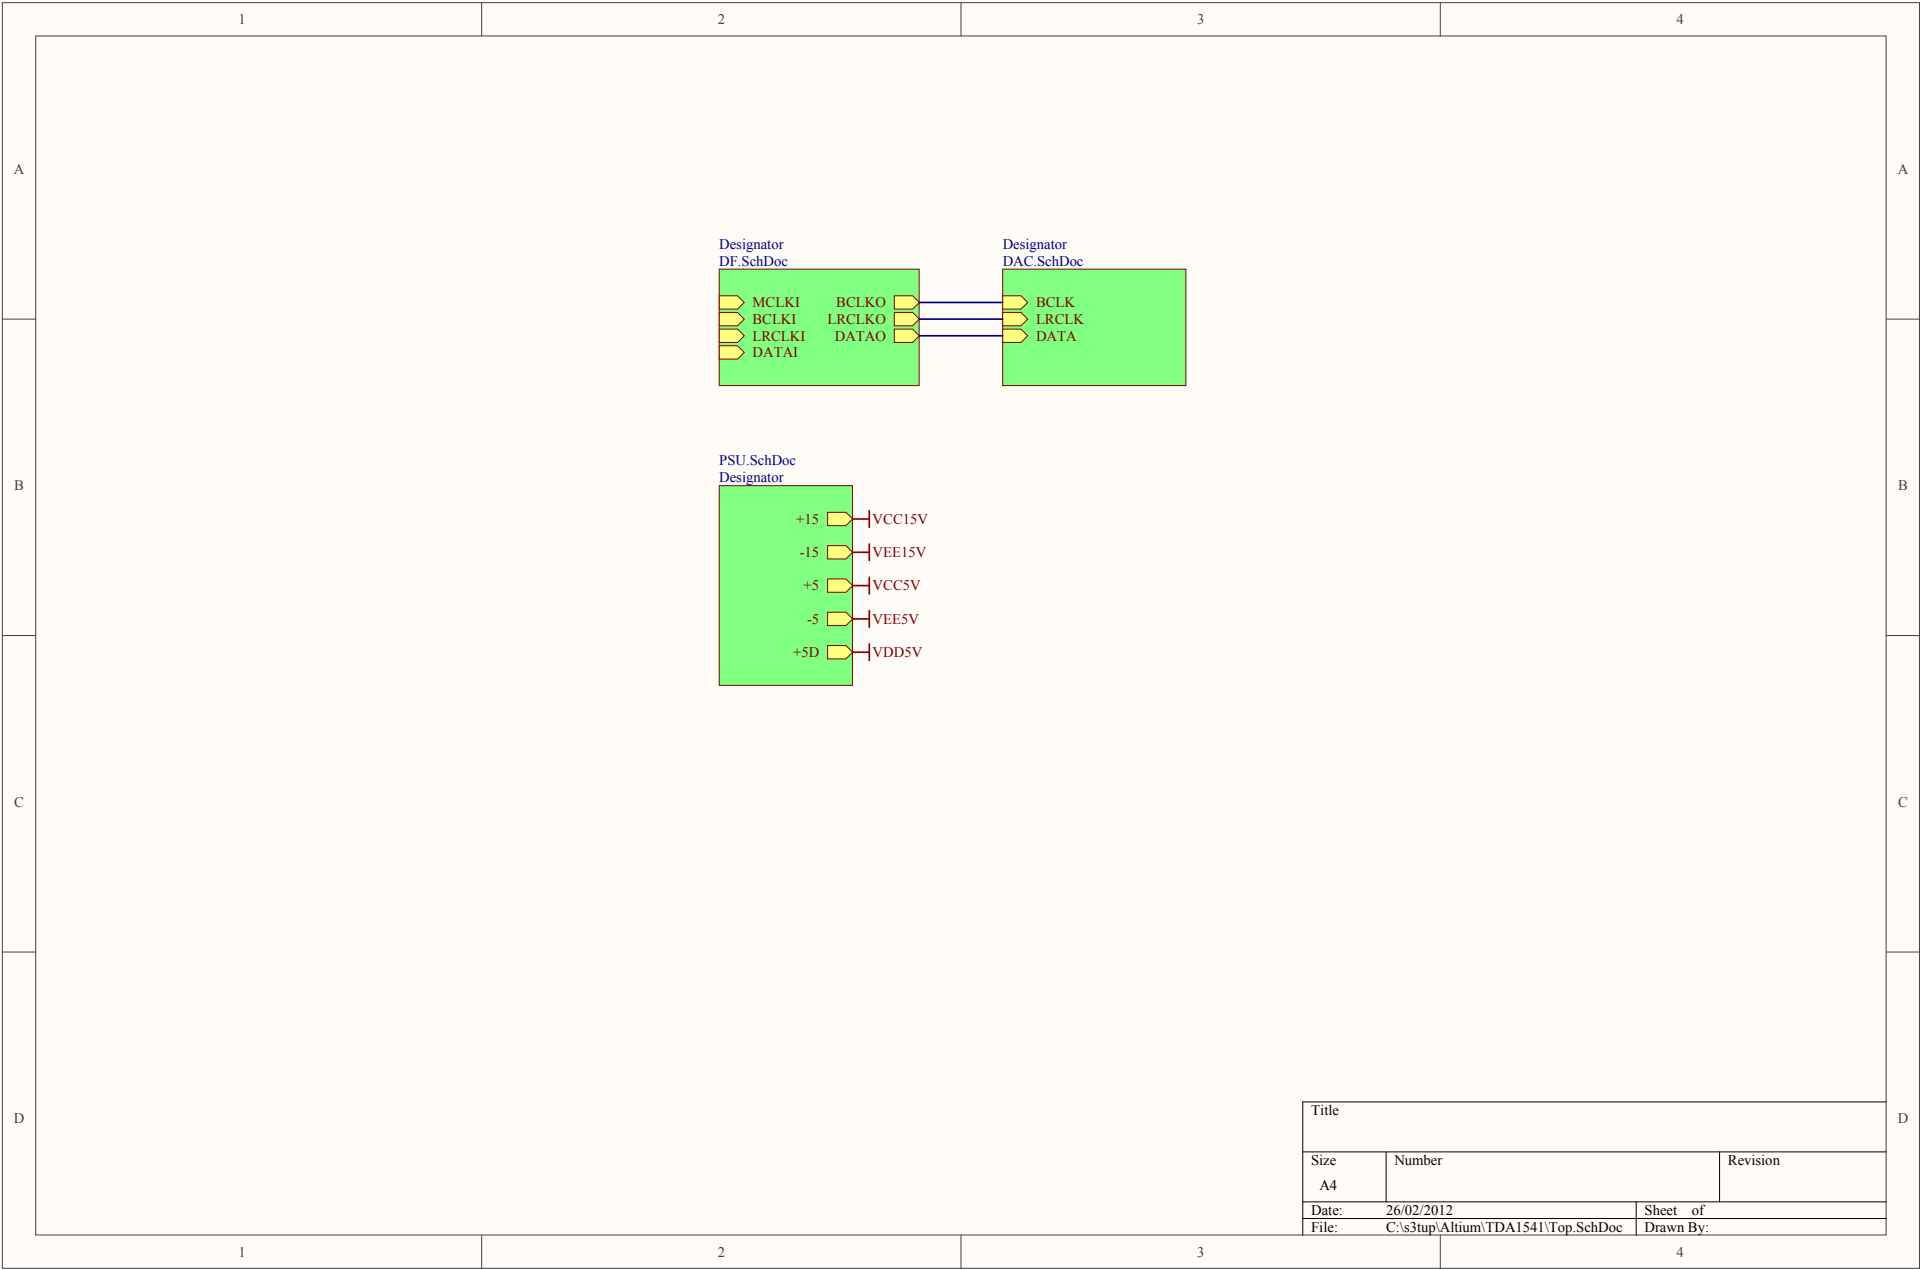 1 2 3 4
A A
Designator Designator
DF.SchDoc DAC.SchDoc
MCLKI BCLKO BCLK
BCLKI LRCLKO LRCLK
LRCLKI DATAO DATA
DATAI
PSU.SchDoc
Designator
B B
+15 VCC15V
-15 VEE15V
+5 VCC5V
-5 VEE5V
+5D VDD5V
C C
D D
Title
Size Number Revision
A4
Date: 26/02/2012 Sheet of
File: C:\s3tup\Altium\TDA1541\Top.SchDoc Drawn By:
1 2 3 4